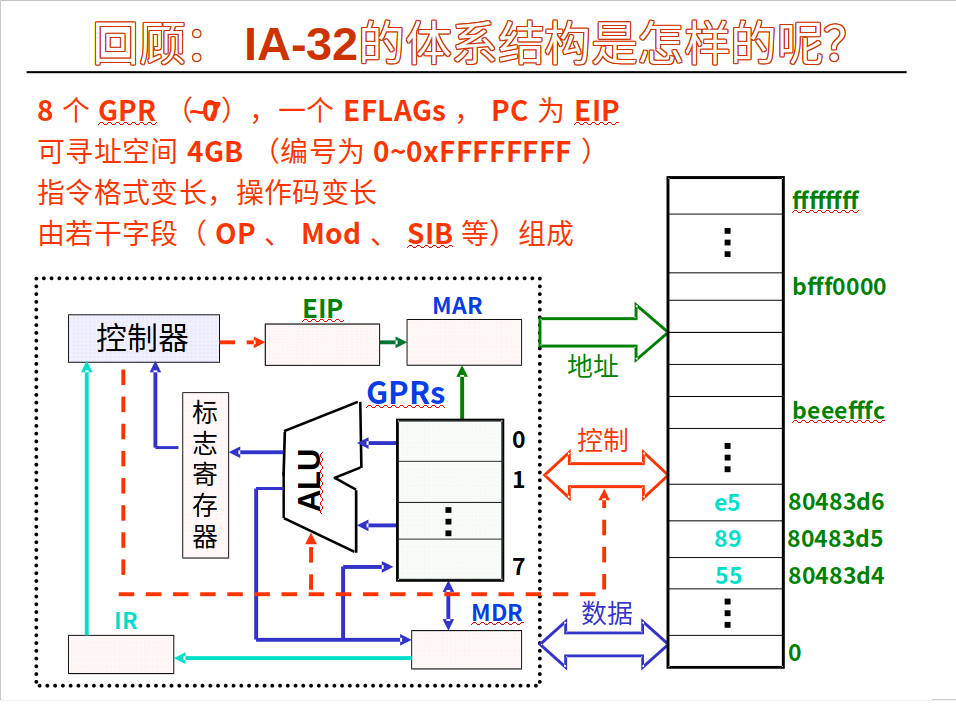 回顾： IA-32的体系结构是怎样的呢？
8 个 GPR （0~7），一个 EFLAGs ， PC 为 EIP
可寻址空间 4GB （编号为 0~0xFFFFFFFF ）
指令格式变长，操作码变长
由若干字段（ OP 、 Mod 、 SIB 等）组成
ffffffff
bfff0000
EIP
MAR
控制器
地址
GPRs
beeefffc
标志寄存器
ALU
0
控制
1
e5
80483d6
89
80483d5
7
55
80483d4
IR
MDR
数据
0